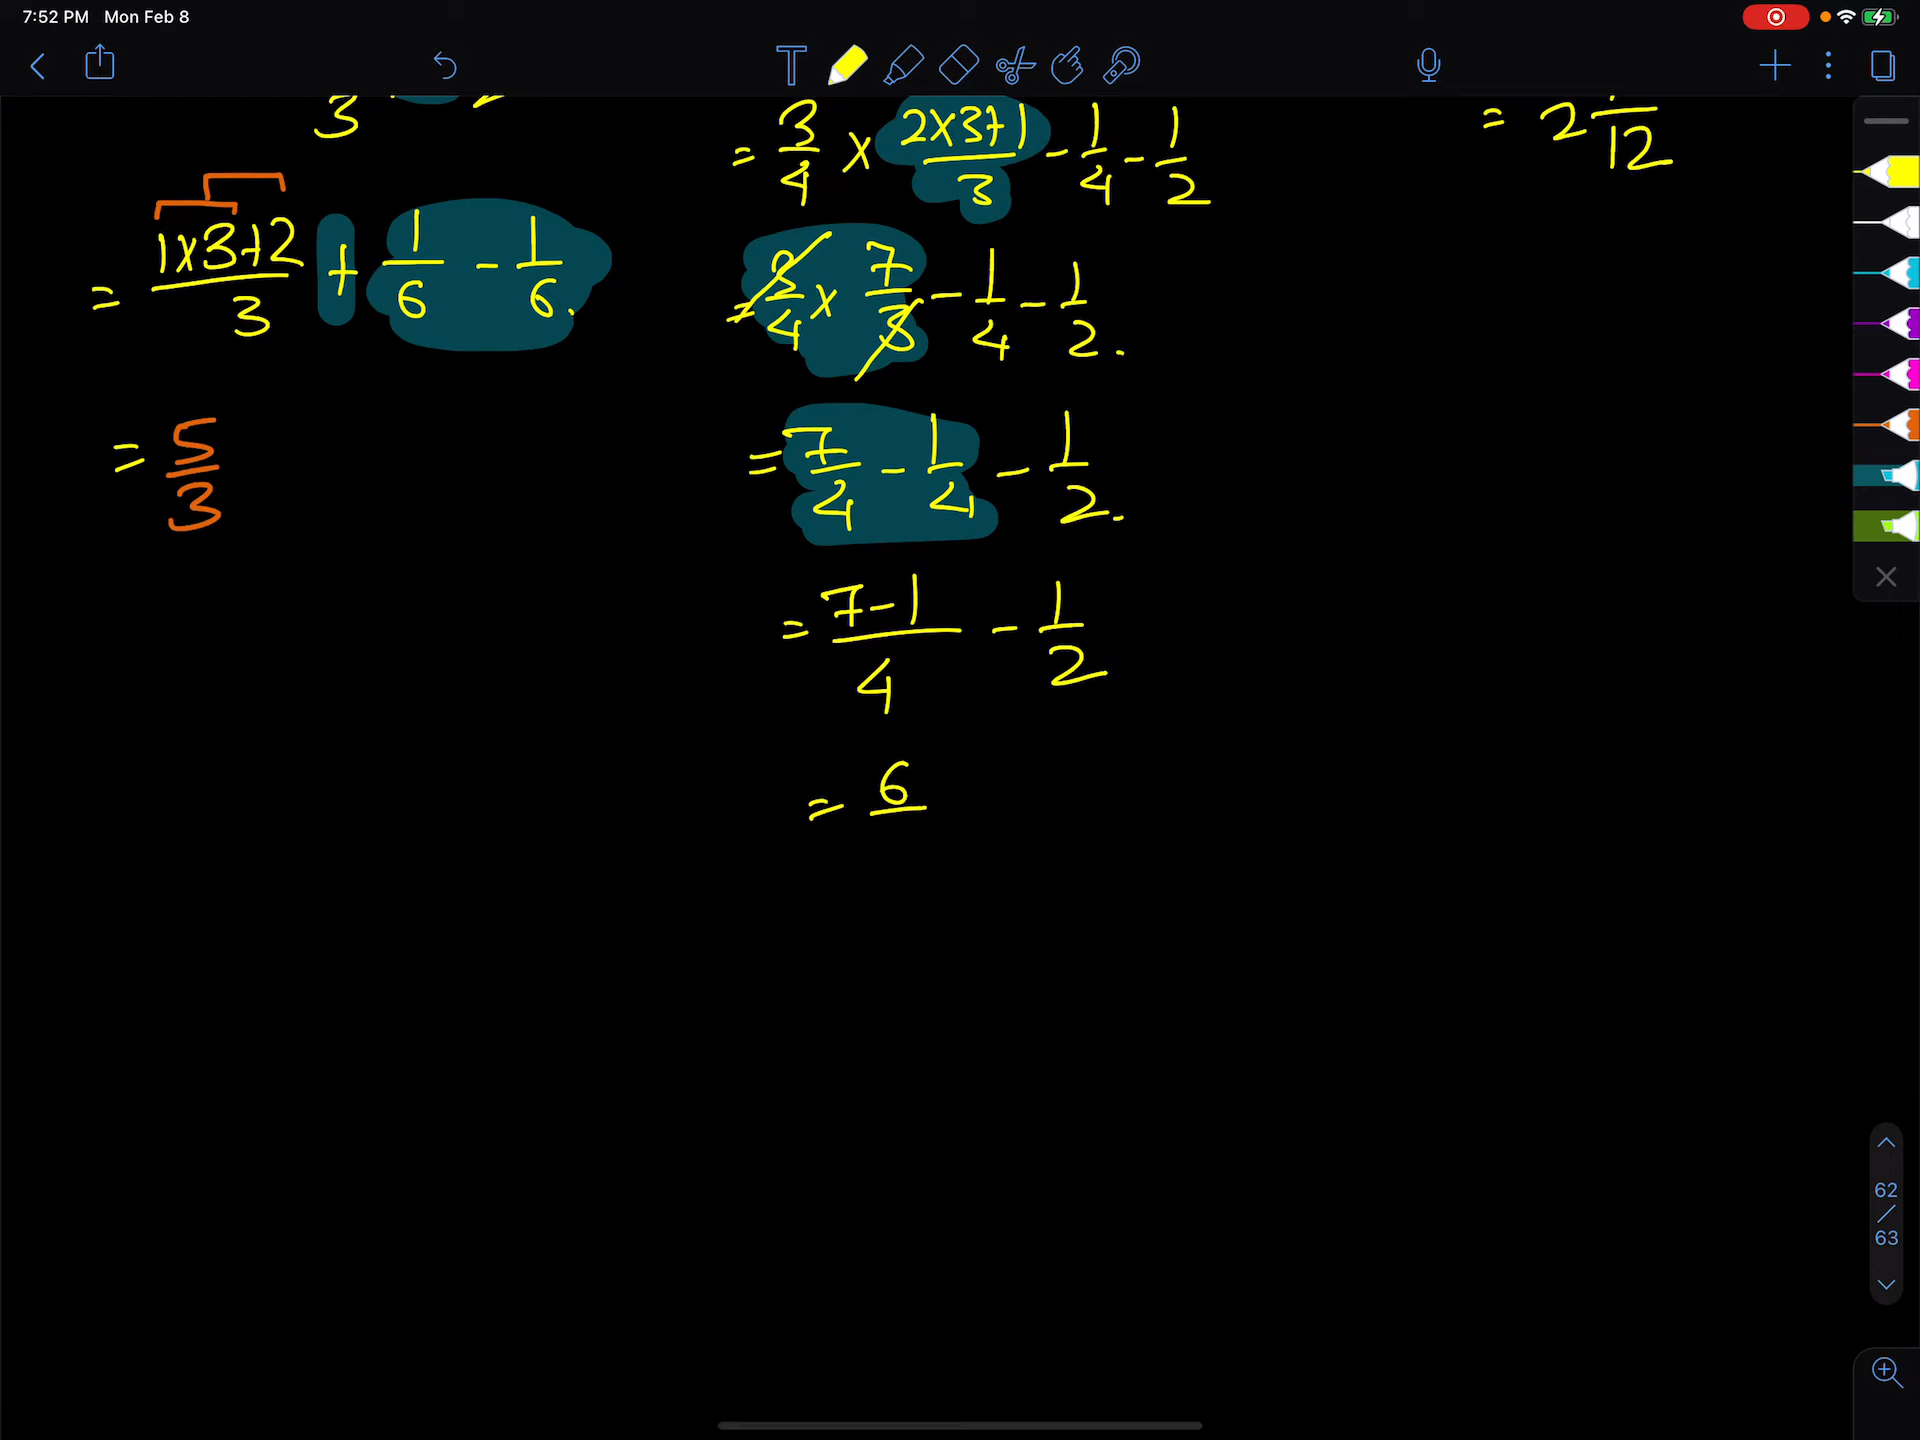 7:52 PM Mon Feb 8
3
= (1x3+2)/3 + 1/6 - 1/6.
= 5/3
= 3/4 x (2x3+1)/3 - 1/4 - 1/2
= 3/4 x 7/3 - 1/4 - 1/2.
= 7/4 - 1/4 - 1/2.
= (7-1)/4 - 1/2
= 6
= 2 /12
62
/
63